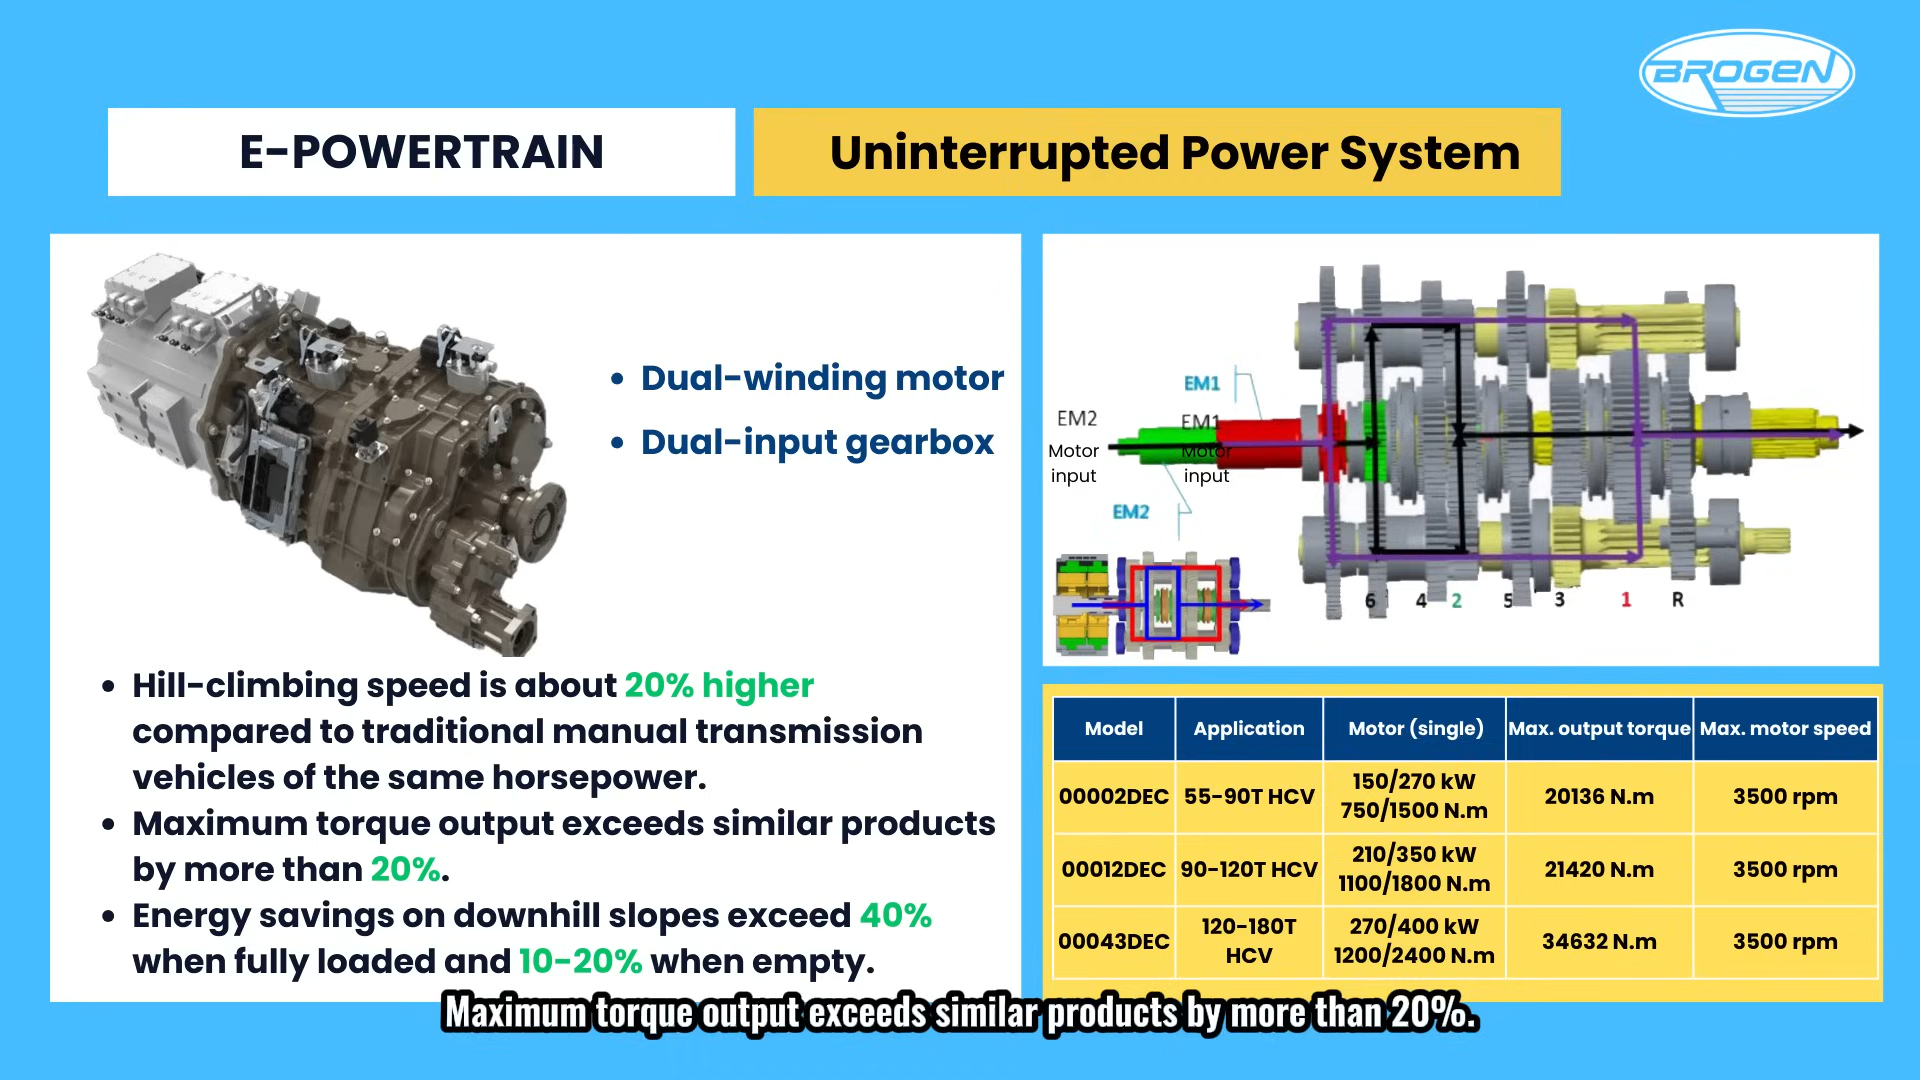 BROGEN
E-POWERTRAIN
Uninterrupted Power System
• Dual-winding motor
• Dual-input gearbox
• Hill-climbing speed is about 20% higher
compared to traditional manual transmission
vehicles of the same horsepower.
• Maximum torque output exceeds similar products
by more than 20%.
• Energy savings on downhill slopes exceed 40%
when fully loaded and 10-20% when empty.
EM1
EM2
Motor
input
EM1
Motor
input
EM2
6 4 2 5 3 1 R
Model Application Motor (single) Max. output torque Max. motor speed
00002DEC 55-90T HCV 150/270 kW 750/1500 N.m 20136 N.m 3500 rpm
00012DEC 90-120T HCV 210/350 kW 1100/1800 N.m 21420 N.m 3500 rpm
00043DEC 120-180T HCV 270/400 kW 1200/2400 N.m 34632 N.m 3500 rpm
Maximum torque output exceeds similar products by more than 20%.